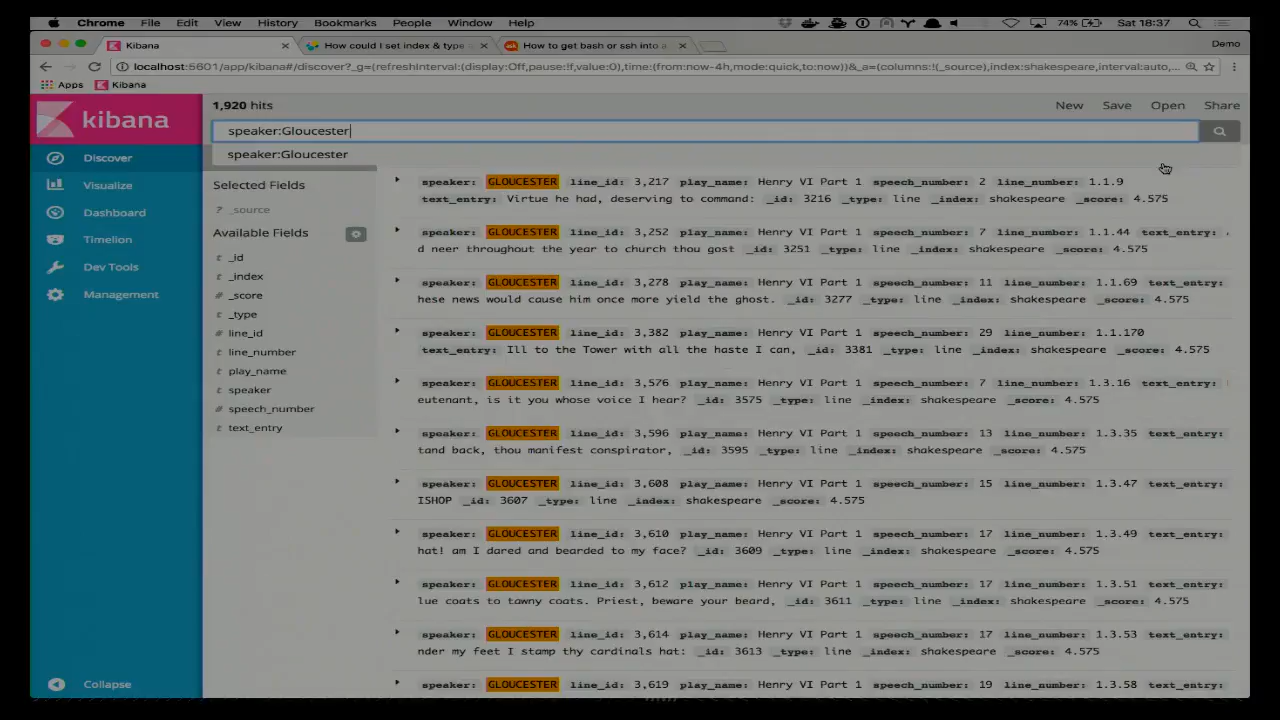 Chrome File Edit View History Bookmarks People Window Help 74% Sat 18:37
Kibana How could I set index & type How to get bash or ssh into a Demo
localhost:5601/app/kibana#/discover?_g=(refreshInterval:(display:Off,pause:!f,value:0),time:(from:now-4h,mode:quick,to:now))&_a=(columns:!(_source),index:shakespeare,interval:auto,...
Apps Kibana
kibana
Discover
Visualize
Dashboard
Timelion
Dev Tools
Management
Collapse
1,920 hits New Save Open Share
speaker:Gloucester
speaker:Gloucester
Selected Fields
? _source
Available Fields
t _id
t _index
# _score
t _type
# line_id
t line_number
t play_name
t speaker
# speech_number
t text_entry
speaker: GLOUCESTER line_id: 3,217 play_name: Henry VI Part 1 speech_number: 2 line_number: 1.1.9
text_entry: Virtue he had, deserving to command: _id: 3216 _type: line _index: shakespeare _score: 4.575
speaker: GLOUCESTER line_id: 3,252 play_name: Henry VI Part 1 speech_number: 7 line_number: 1.1.44 text_entry:
d neer throughout the year to church thou gost _id: 3251 _type: line _index: shakespeare _score: 4.575
speaker: GLOUCESTER line_id: 3,278 play_name: Henry VI Part 1 speech_number: 11 line_number: 1.1.69 text_entry:
hese news would cause him once more yield the ghost. _id: 3277 _type: line _index: shakespeare _score: 4.575
speaker: GLOUCESTER line_id: 3,382 play_name: Henry VI Part 1 speech_number: 29 line_number: 1.1.170
text_entry: Ill to the Tower with all the haste I can, _id: 3381 _type: line _index: shakespeare _score: 4.575
speaker: GLOUCESTER line_id: 3,576 play_name: Henry VI Part 1 speech_number: 7 line_number: 1.3.16 text_entry:
eutenant, is it you whose voice I hear? _id: 3575 _type: line _index: shakespeare _score: 4.575
speaker: GLOUCESTER line_id: 3,596 play_name: Henry VI Part 1 speech_number: 13 line_number: 1.3.35 text_entry:
tand back, thou manifest conspirator, _id: 3595 _type: line _index: shakespeare _score: 4.575
speaker: GLOUCESTER line_id: 3,608 play_name: Henry VI Part 1 speech_number: 15 line_number: 1.3.47 text_entry:
ISHOP _id: 3607 _type: line _index: shakespeare _score: 4.575
speaker: GLOUCESTER line_id: 3,610 play_name: Henry VI Part 1 speech_number: 17 line_number: 1.3.49 text_entry:
hat! am I dared and bearded to my face? _id: 3609 _type: line _index: shakespeare _score: 4.575
speaker: GLOUCESTER line_id: 3,612 play_name: Henry VI Part 1 speech_number: 17 line_number: 1.3.51 text_entry:
lue coats to tawny coats. Priest, beware your beard, _id: 3611 _type: line _index: shakespeare _score: 4.575
speaker: GLOUCESTER line_id: 3,614 play_name: Henry VI Part 1 speech_number: 17 line_number: 1.3.53 text_entry:
nder my feet I stamp thy cardinals hat: _id: 3613 _type: line _index: shakespeare _score: 4.575
speaker: GLOUCESTER line_id: 3,619 play_name: Henry VI Part 1 speech_number: 19 line_number: 1.3.58 text_entry: